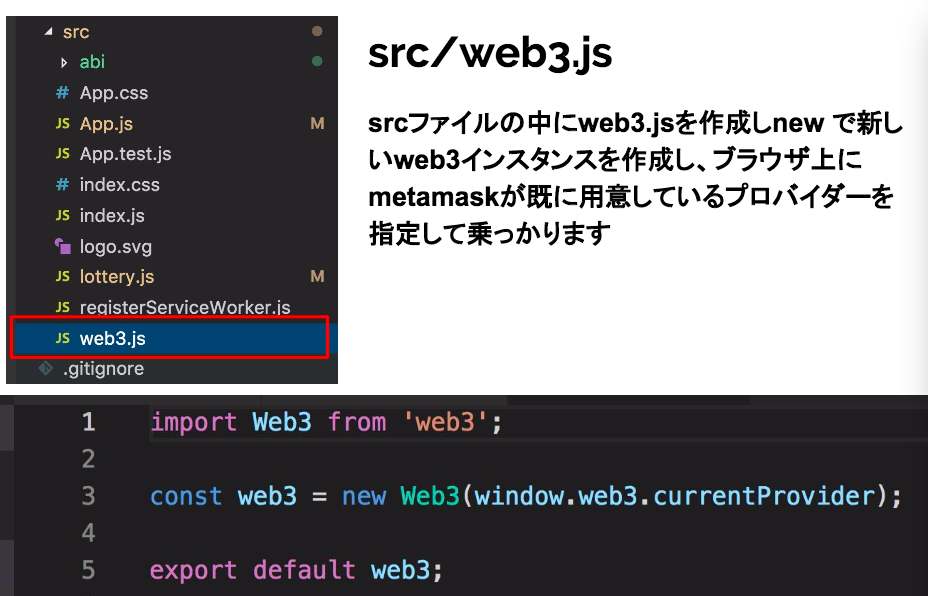 src
abi
# App.css
JS App.js M
JS App.test.js
# index.css
JS index.js
logo.svg
JS lottery.js M
JS registerServiceWorker.js
JS web3.js
.gitignore
src/web3.js
srcファイルの中にweb3.jsを作成しnew で新し
いweb3インスタンスを作成し、ブラウザ上に
metamaskが既に用意しているプロバイダーを
指定して乗っかります
1 import Web3 from 'web3';
2
3 const web3 = new Web3(window.web3.currentProvider);
4
5 export default web3;